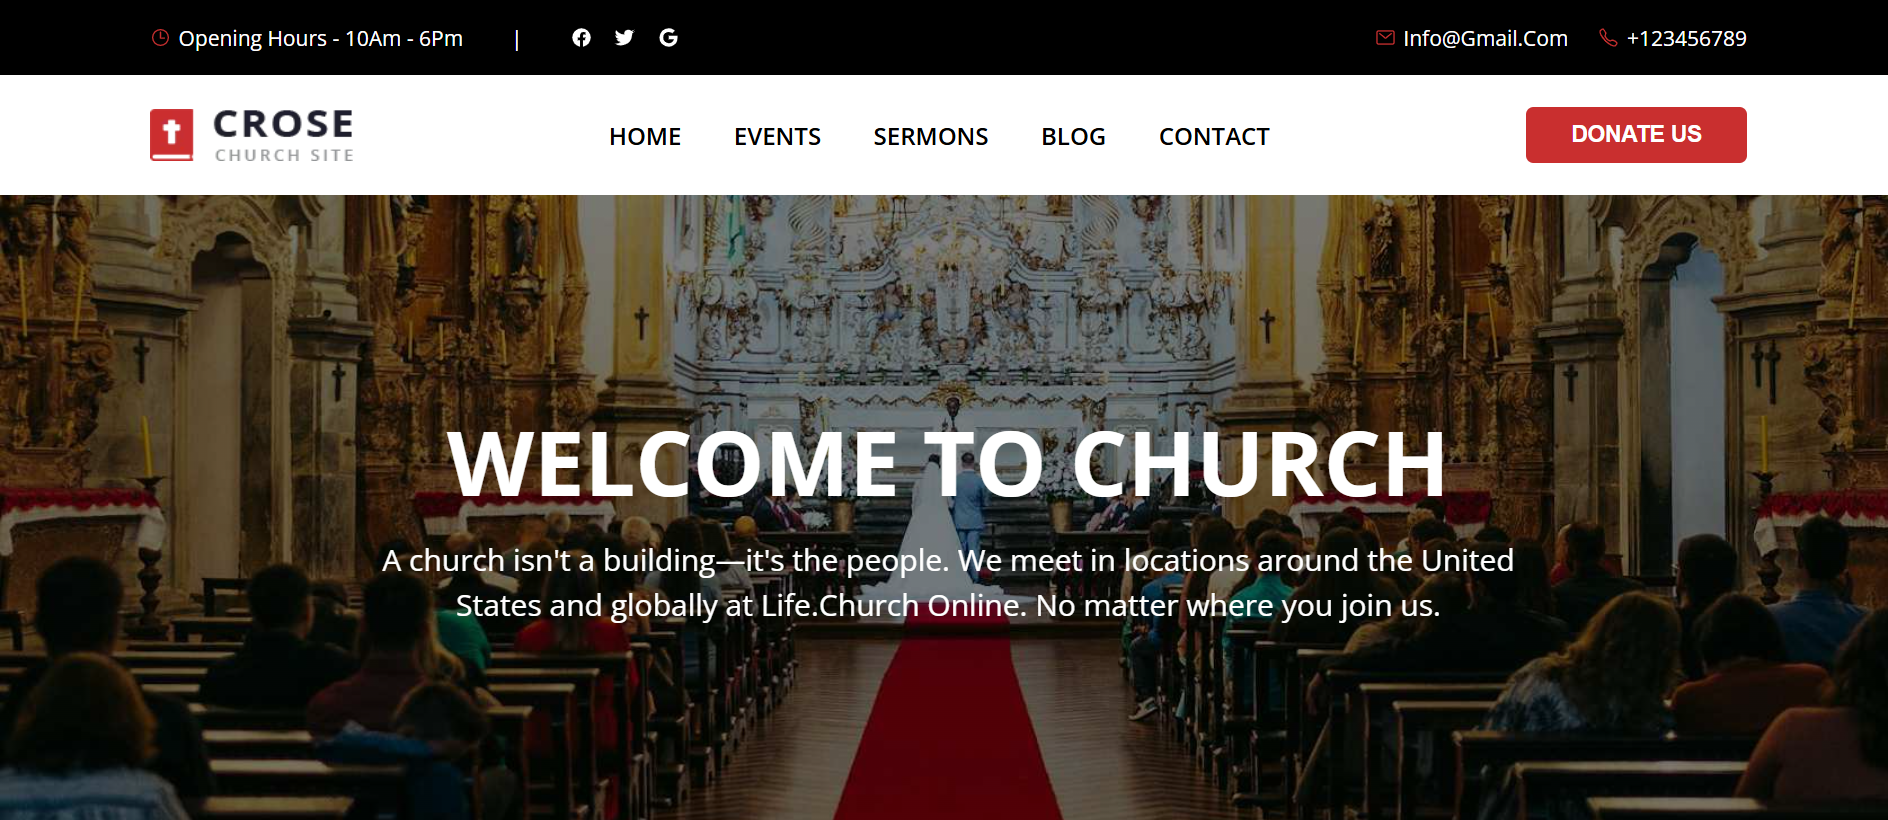 Opening Hours - 10Am - 6Pm | Info@Gmail.Com +123456789
CROSE
CHURCH SITE
HOME EVENTS SERMONS BLOG CONTACT
DONATE US
WELCOME TO CHURCH
A church isn't a building—it's the people. We meet in locations around the United
States and globally at Life.Church Online. No matter where you join us.